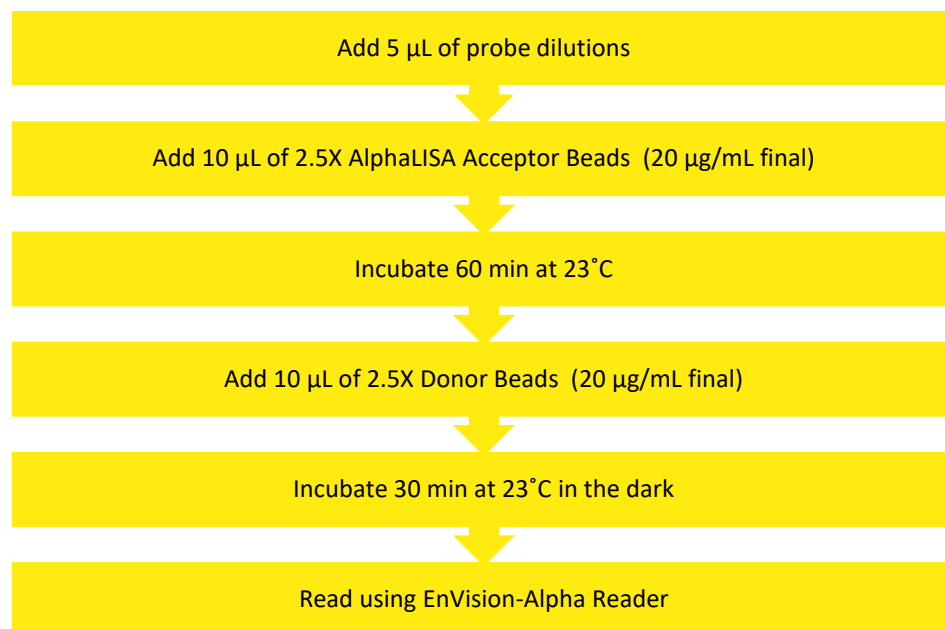 Add 5 µL of probe dilutions
Add 10 µL of 2.5X AlphaLISA Acceptor Beads  (20 µg/mL final)
Incubate 60 min at 23˚C
Add 10 µL of 2.5X Donor Beads  (20 µg/mL final)
Incubate 30 min at 23˚C in the dark
Read using EnVision-Alpha Reader